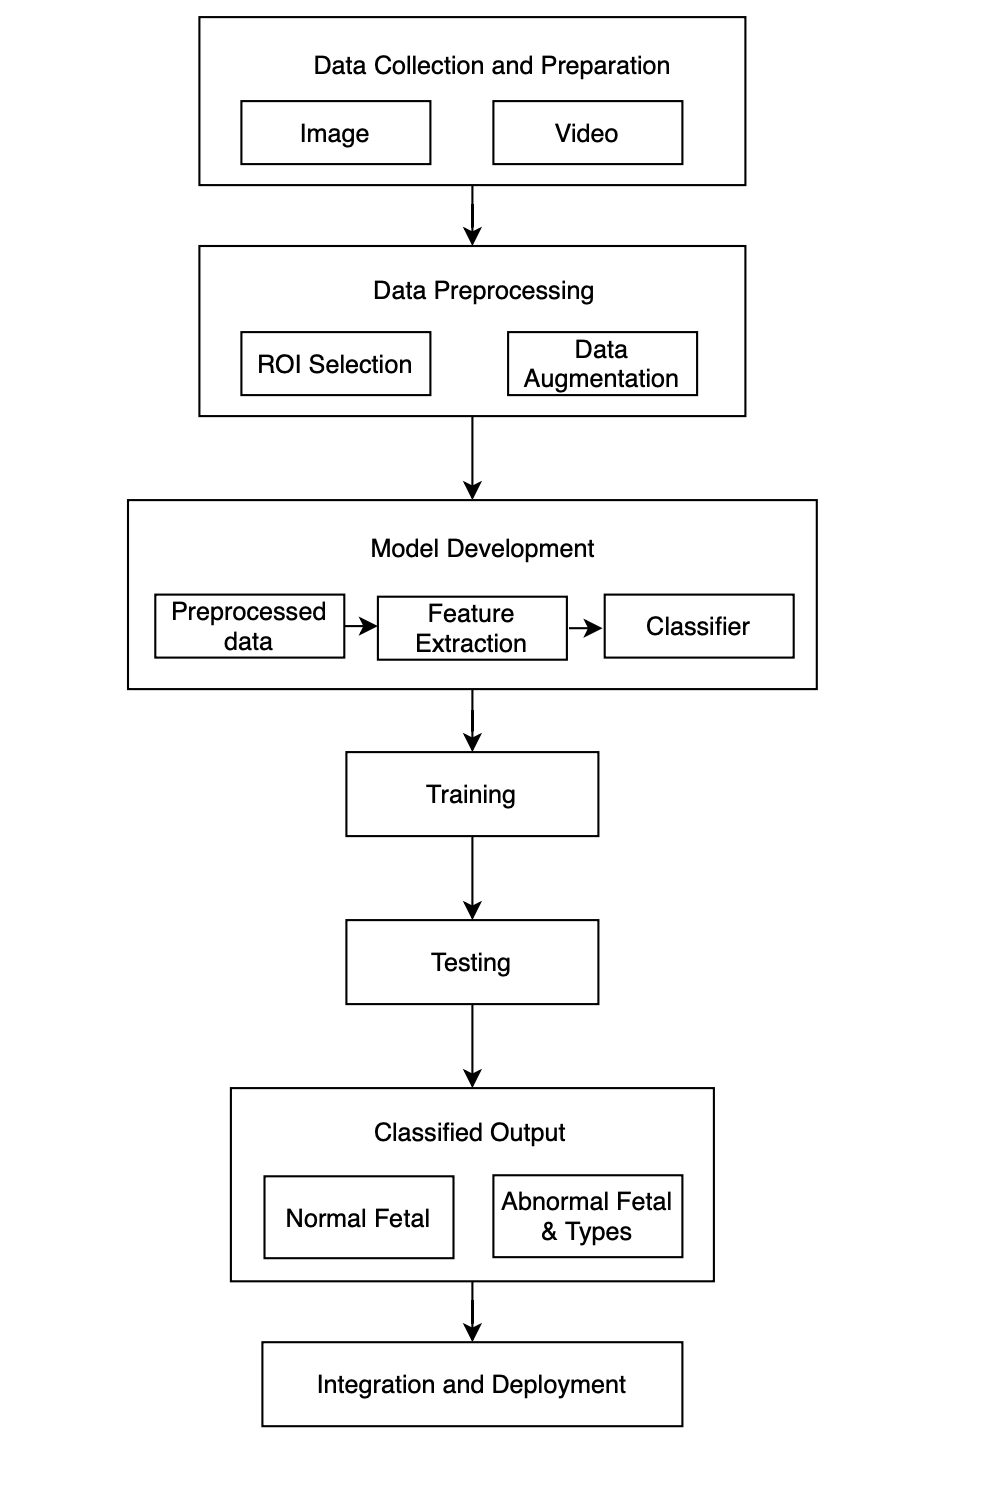 Data Collection and Preparation
Image
Video
Data Preprocessing
ROI Selection
Data
Augmentation
Model Development
Preprocessed
data
Feature
Extraction
Classifier
Training
Testing
Classified Output
Normal Fetal
Abnormal Fetal
& Types
Integration and Deployment